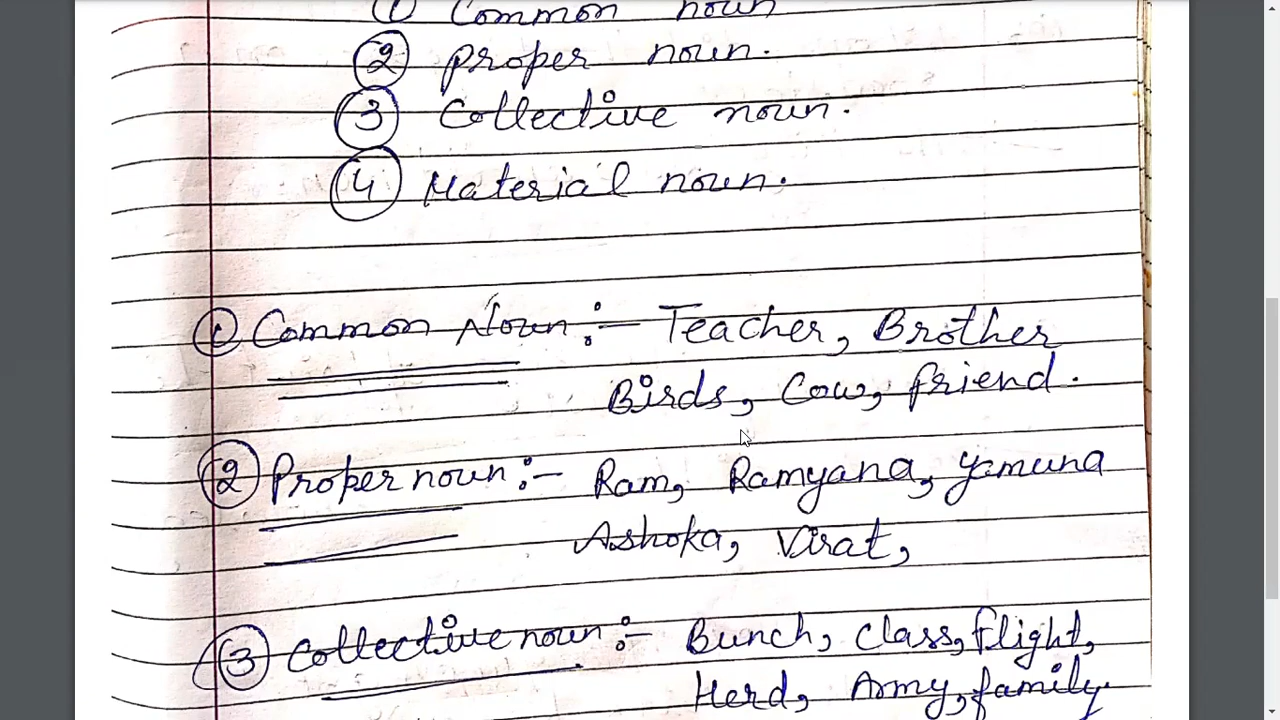 ① Common noun
② Proper noun.
③ Collective noun.
④ Material noun.
① Common Noun :- Teacher, Brother
Birds, Cow, friend.
② Proper noun :- Ram, Ramyana, Yamuna
Ashoka, Virat,
③ Collective noun :- Bunch, Class, flight,
Herd, Army, family.